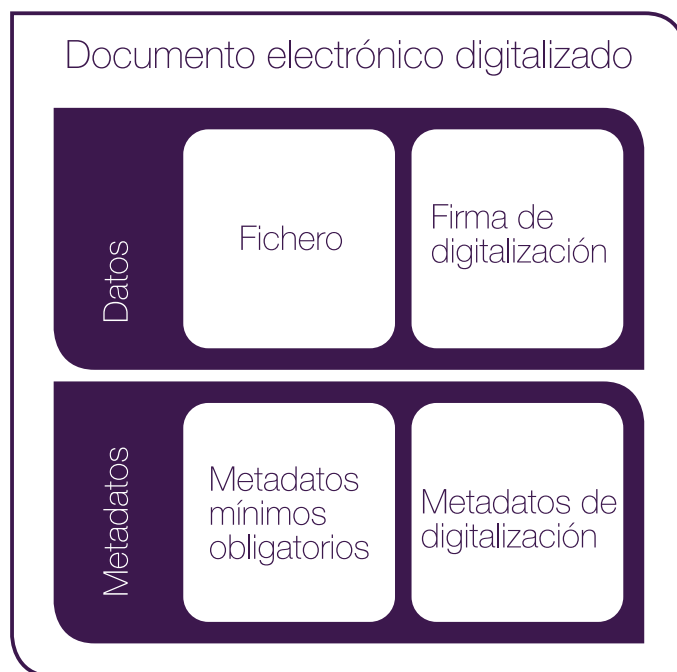 Documento electrónico digitalizado
Datos
Fichero
Firma de
digitalización
Metadatos
Metadatos
mínimos
obligatorios
Metadatos de
digitalización